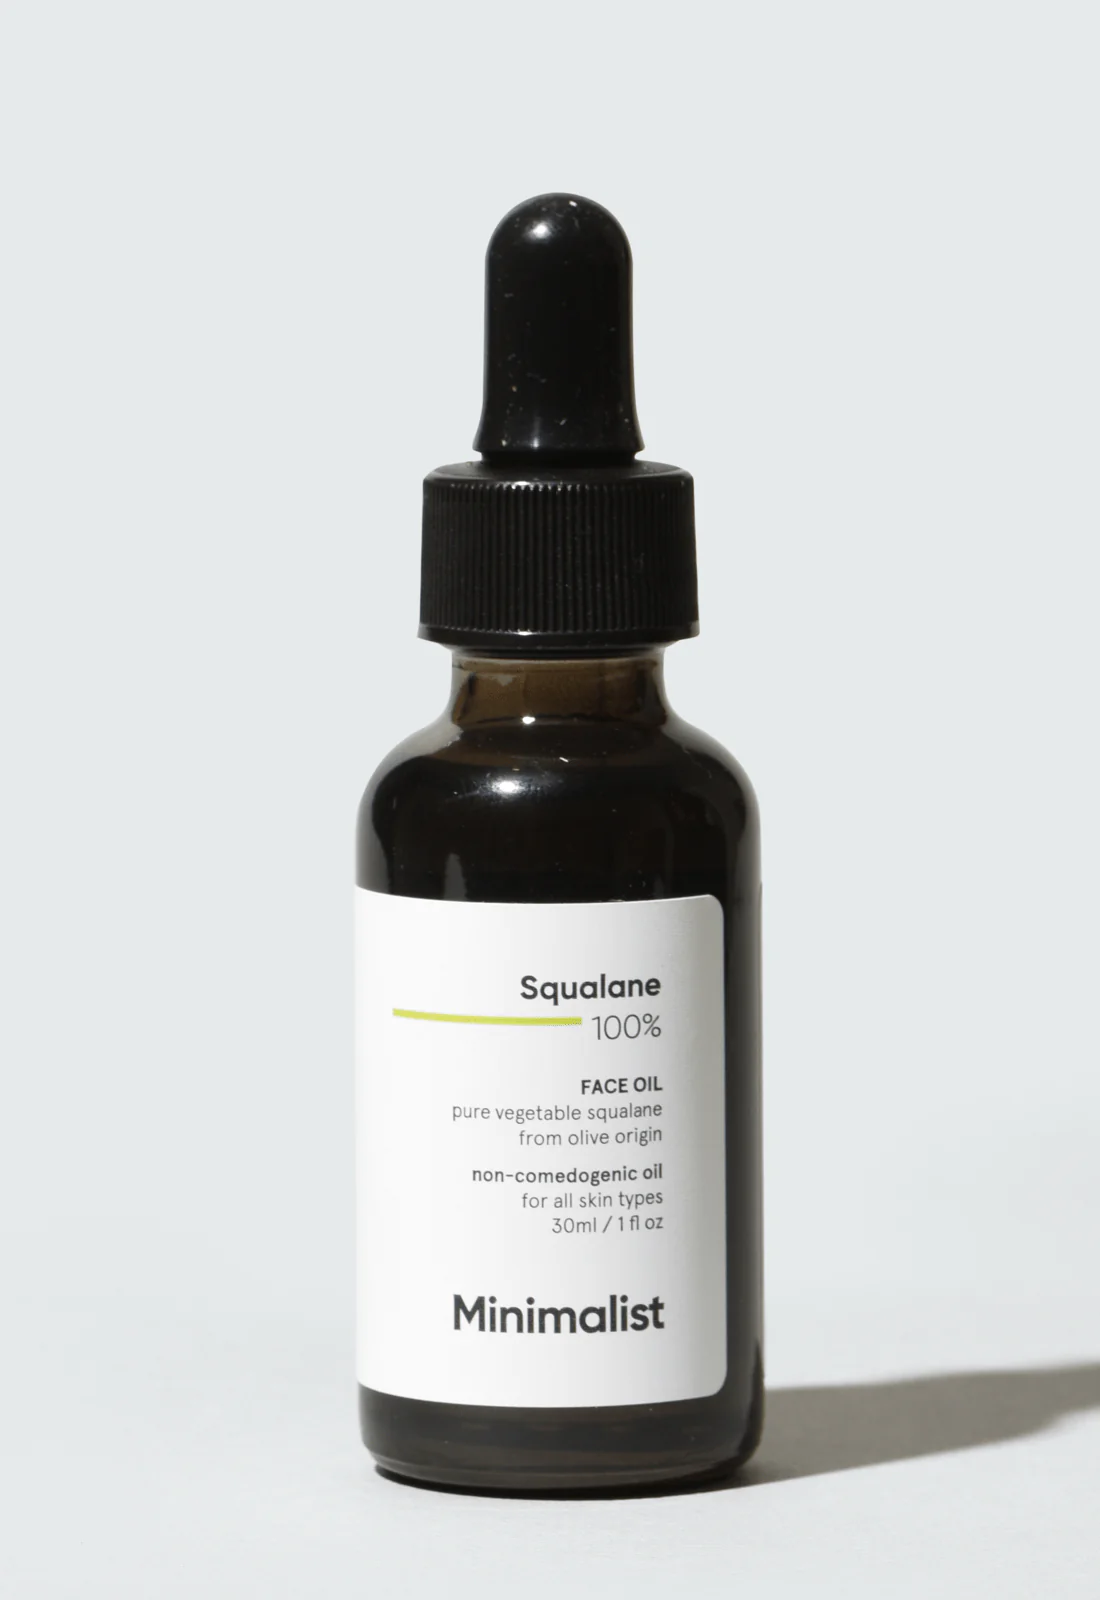 Squalane
100%
FACE OIL
pure vegetable squalane
from olive origin
non-comedogenic oil
for all skin types
30ml / 1 fl oz
Minimalist